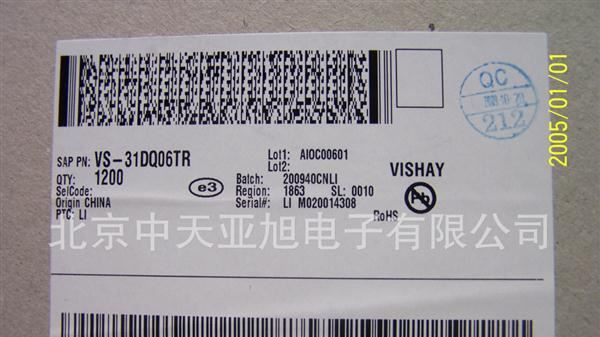 SAP PN: VS-31DQ06TR
QTY: 1200
SelCode:
Origin CHINA
PTC: LI
e3
Lot1: AIOC00601
Lot2:
Batch: 200940CNLI
Region: 1863 SL: 0010
Serial#: LI M020014308
VISHAY
Pb
RoHS
QC
212
2005/01/01
北京中天亚旭电子有限公司